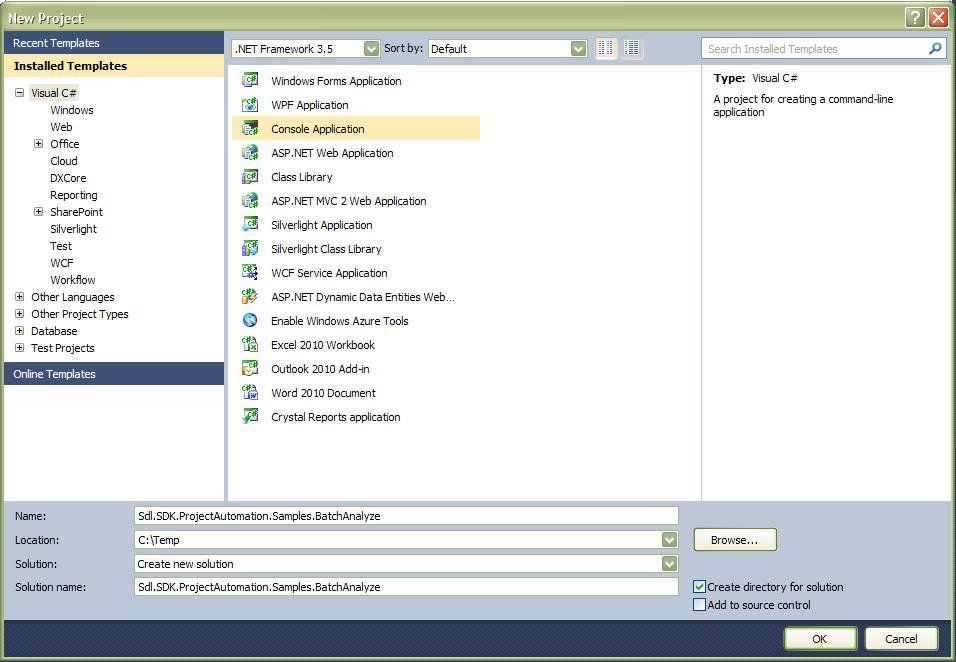 New Project
Recent Templates
Installed Templates
Visual C#
Windows
Web
Office
Cloud
DXCore
Reporting
SharePoint
Silverlight
Test
WCF
Workflow
Other Languages
Other Project Types
Database
Test Projects
Online Templates
.NET Framework 3.5
Sort by:
Default
Windows Forms Application
WPF Application
Console Application
ASP.NET Web Application
Class Library
ASP.NET MVC 2 Web Application
Silverlight Application
Silverlight Class Library
WCF Service Application
ASP.NET Dynamic Data Entities Web...
Enable Windows Azure Tools
Excel 2010 Workbook
Outlook 2010 Add-in
Word 2010 Document
Crystal Reports application
Search Installed Templates
Type: Visual C#
A project for creating a command-line
application
Name:
Sdl.SDK.ProjectAutomation.Samples.BatchAnalyze
Location:
C:\Temp
Browse...
Solution:
Create new solution
Solution name:
Sdl.SDK.ProjectAutomation.Samples.BatchAnalyze
Create directory for solution
Add to source control
OK
Cancel